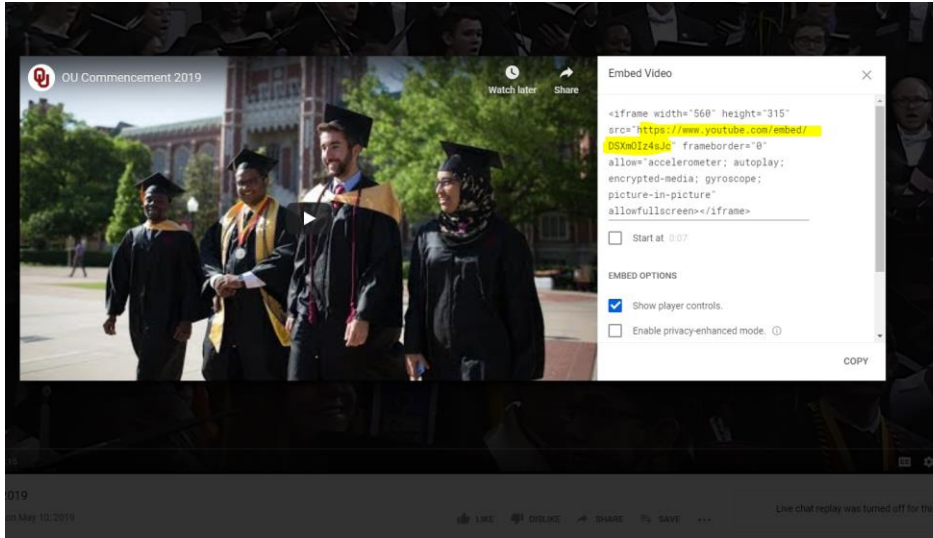 OU
OU Commencement 2019
Watch later
Share
Embed Video
<iframe width="560" height="315"
src="https://www.youtube.com/embed/
DSXmOIz4sJc" frameborder="0"
allow="accelerometer; autoplay;
encrypted-media; gyroscope;
picture-in-picture"
allowfullscreen></iframe>
Start at 0:07
EMBED OPTIONS
Show player controls.
Enable privacy-enhanced mode.
COPY
2019
on May 10, 2019
LIKE
DISLIKE
SHARE
SAVE
Live chat replay was turned off for